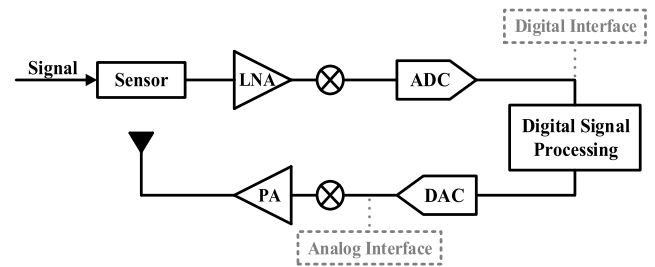 Digital Interface
Signal
Sensor
LNA
ADC
Digital Signal
Processing
PA
DAC
Analog Interface